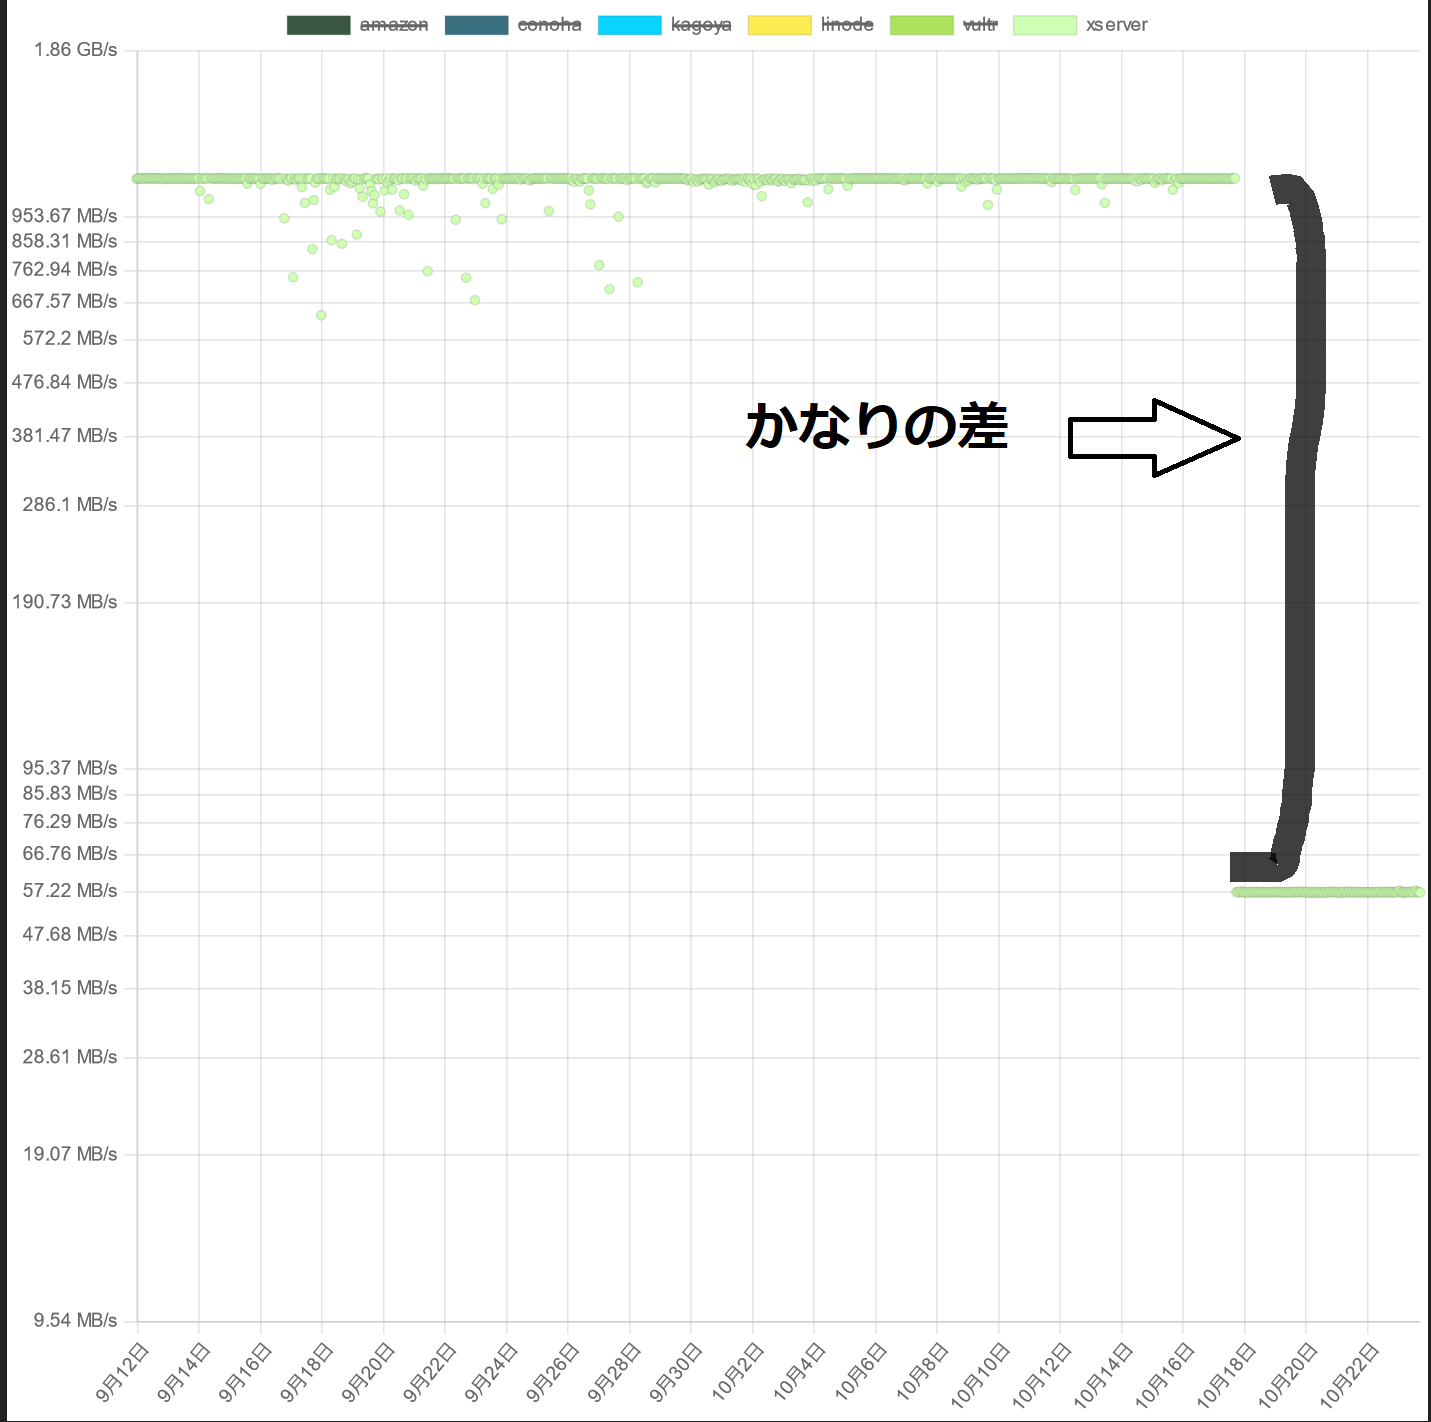 amazon conoha kagoya linode vultr xserver
1.86 GB/s
953.67 MB/s
858.31 MB/s
762.94 MB/s
667.57 MB/s
572.2 MB/s
476.84 MB/s
かなりの差
381.47 MB/s
286.1 MB/s
190.73 MB/s
95.37 MB/s
85.83 MB/s
76.29 MB/s
66.76 MB/s
57.22 MB/s
47.68 MB/s
38.15 MB/s
28.61 MB/s
19.07 MB/s
9.54 MB/s
9月12日 9月14日 9月16日 9月18日 9月20日 9月22日 9月24日 9月26日 9月28日 9月30日 10月2日 10月4日 10月6日 10月8日 10月10日 10月12日 10月14日 10月16日 10月18日 10月20日 10月22日